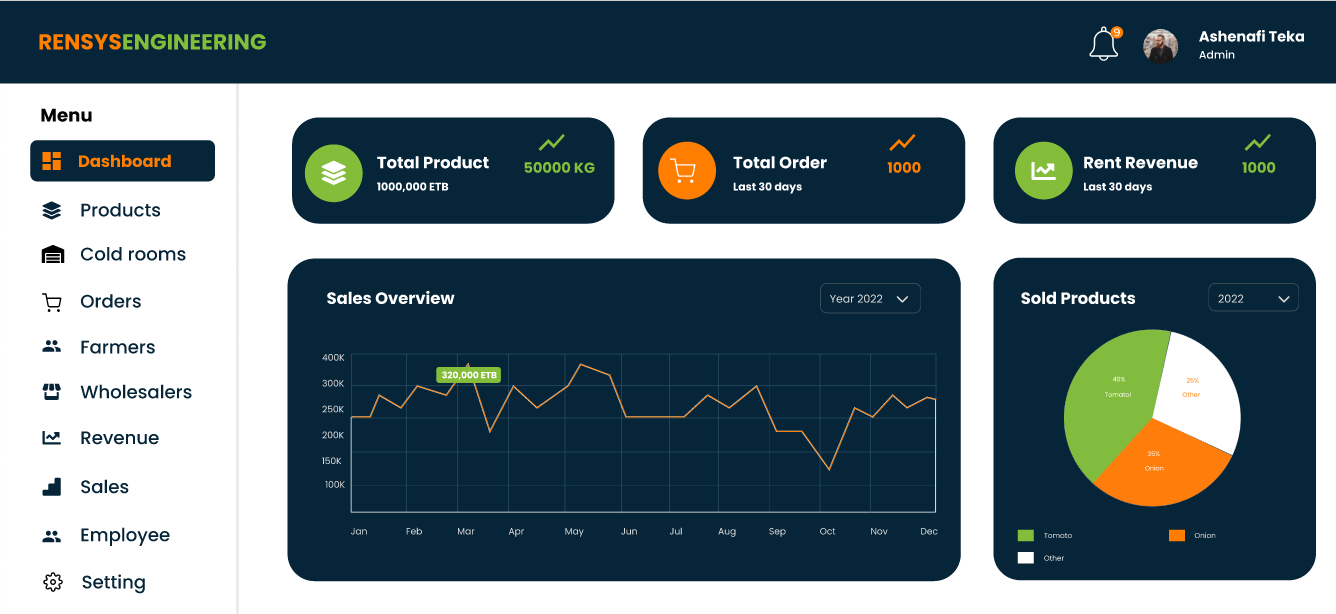 RENSYSENGINEERING
9
Ashenafi Teka
Admin
Menu
Dashboard
Products
Cold rooms
Orders
Farmers
Wholesalers
Revenue
Sales
Employee
Setting
Total Product
1000,000 ETB
50000 KG
Total Order
Last 30 days
1000
Rent Revenue
Last 30 days
1000
Sales Overview
Year 2022
400K
300K
250K
200K
150K
100K
320,000 ETB
Jan Feb Mar Apr May Jun Jul Aug Sep Oct Nov Dec
Sold Products
2022
40%
Tomatol
25%
Other
35%
Onion
Tomato
Onion
Other